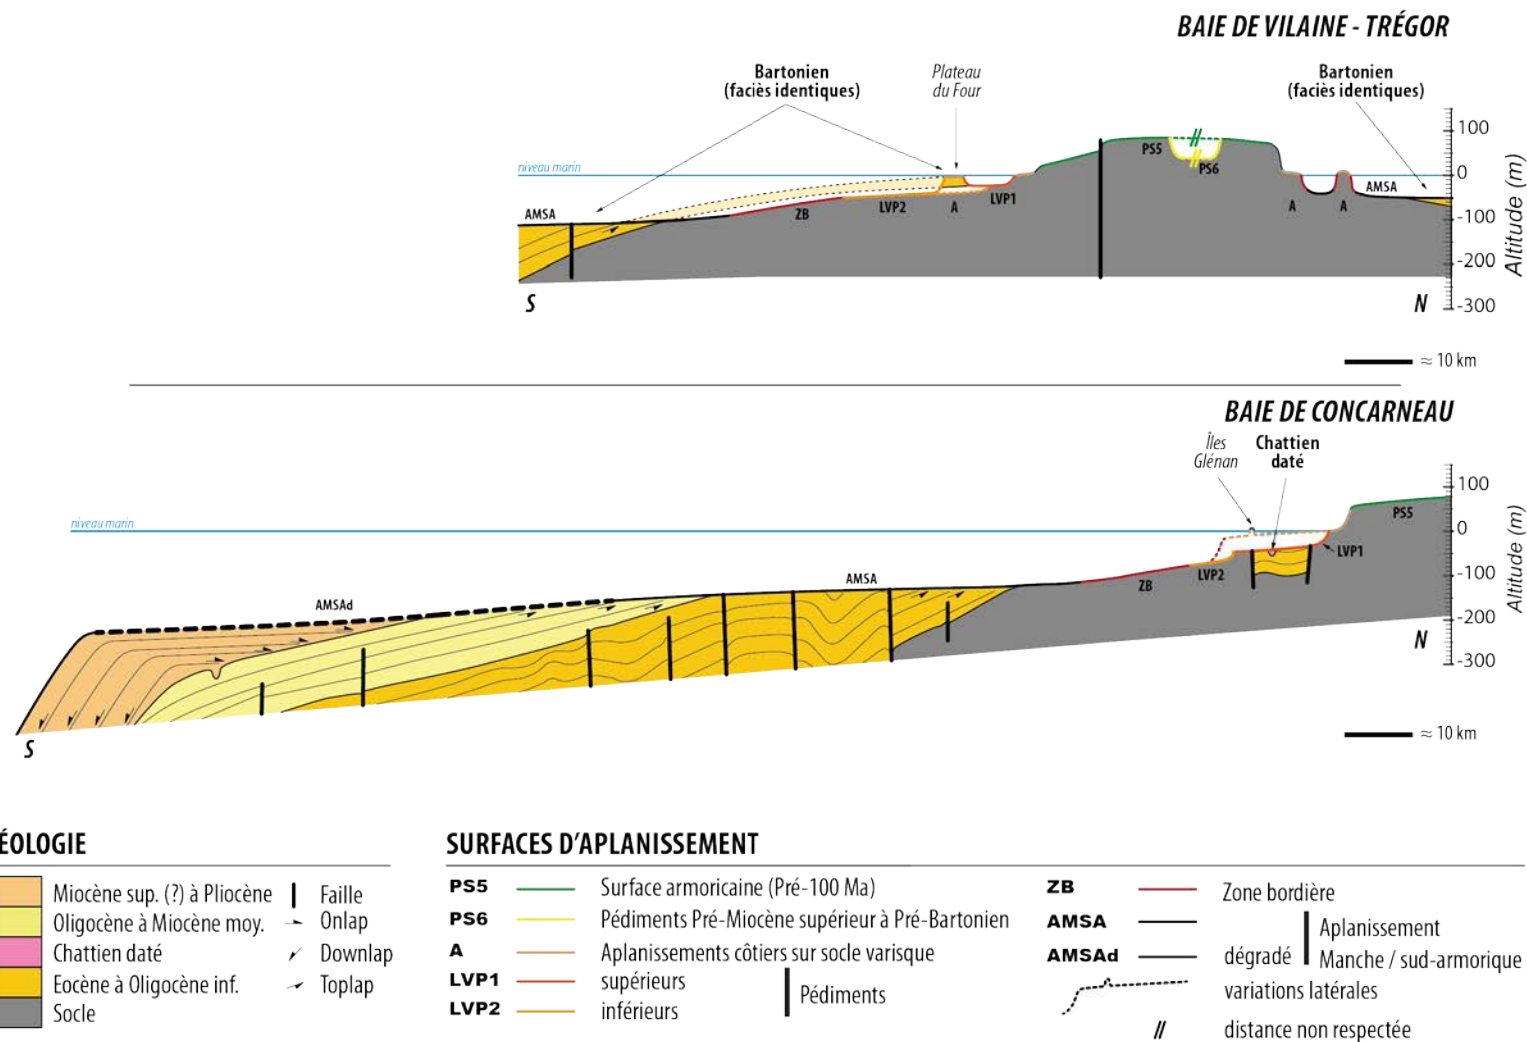 BAIE DE VILAINE - TRÉGOR
Bartonien
(faciès identiques)
Plateau
du Four
Bartonien
(faciès identiques)
100
niveau marin
PS5
PS6
0
AMSA
AMSA
ZB
LVP2
A
LVP1
A
A
-100
-200
-300
Altitude (m)
S
N
≈ 10 km
BAIE DE CONCARNEAU
Îles
Glénan
Chattien
daté
100
niveau marin
PS5
0
LVP1
AMSA
ZB
LVP2
-100
AMSAd
-200
-300
Altitude (m)
N
S
≈ 10 km
ÉOLOGIE
Miocène sup. (?) à Pliocène
Oligocène à Miocène moy.
Chattien daté
Eocène à Oligocène inf.
Socle
Faille
Onlap
Downlap
Toplap
SURFACES D'APLANISSEMENT
PS5 Surface armoricaine (Pré-100 Ma)
PS6 Pédiments Pré-Miocène supérieur à Pré-Bartonien
A Aplanissements côtiers sur socle varisque
LVP1 supérieurs
LVP2 inférieurs
Pédiments
ZB Zone bordière
AMSA
AMSAd dégradé
Aplanissement
Manche / sud-armorique
variations latérales
// distance non respectée